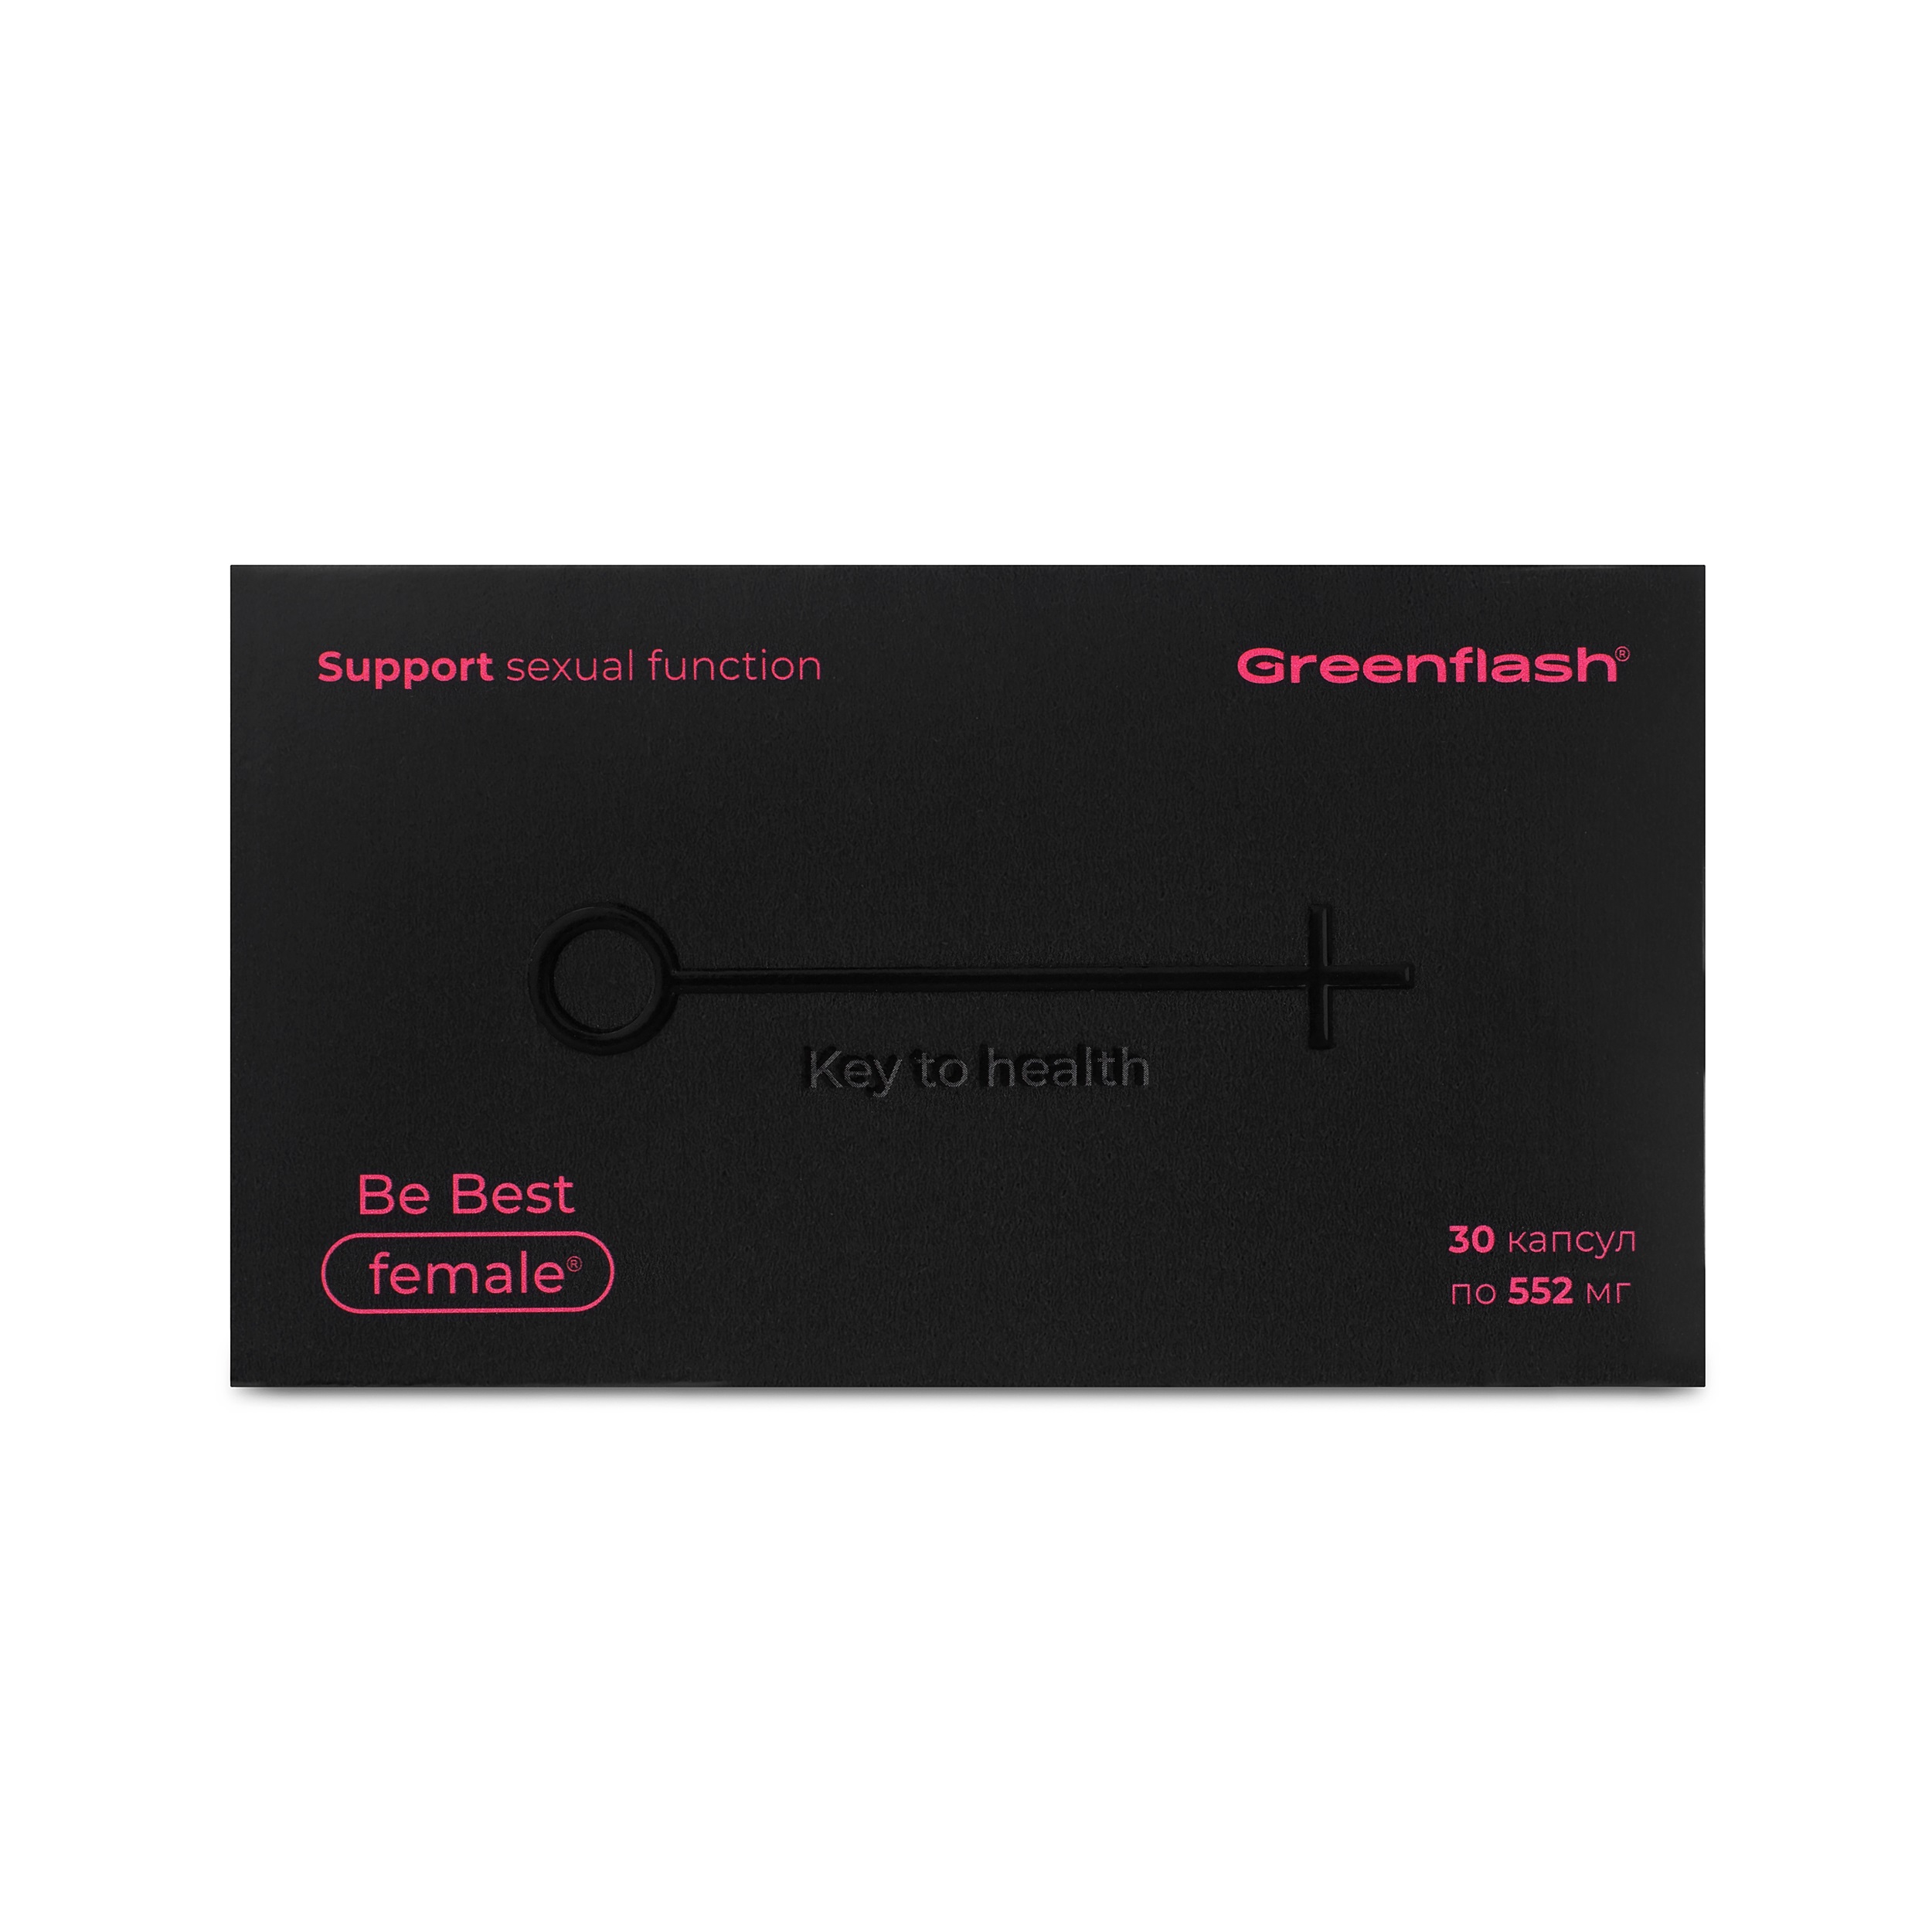 Support sexual function
Greenflash®
Key to health
Be Best
female®
30 капсул
по 552 мг